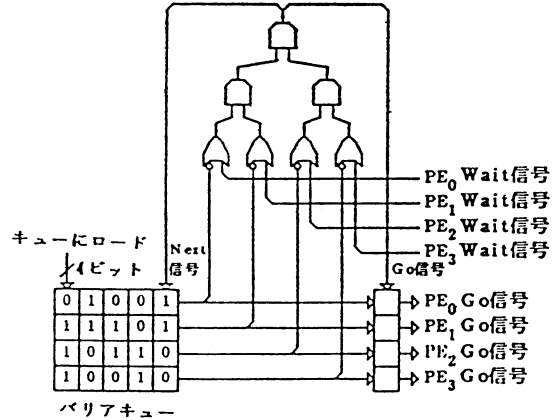 PE0 Wait信号
PE1 Wait信号
PE2 Wait信号
PE3 Wait信号
キューにロード
4ビット
Next
信号
Go信号
0 1 0 0 1
1 1 1 0 1
1 0 1 1 0
1 0 0 1 0
PE0 Go信号
PE1 Go信号
PE2 Go信号
PE3 Go信号
バリアキュー